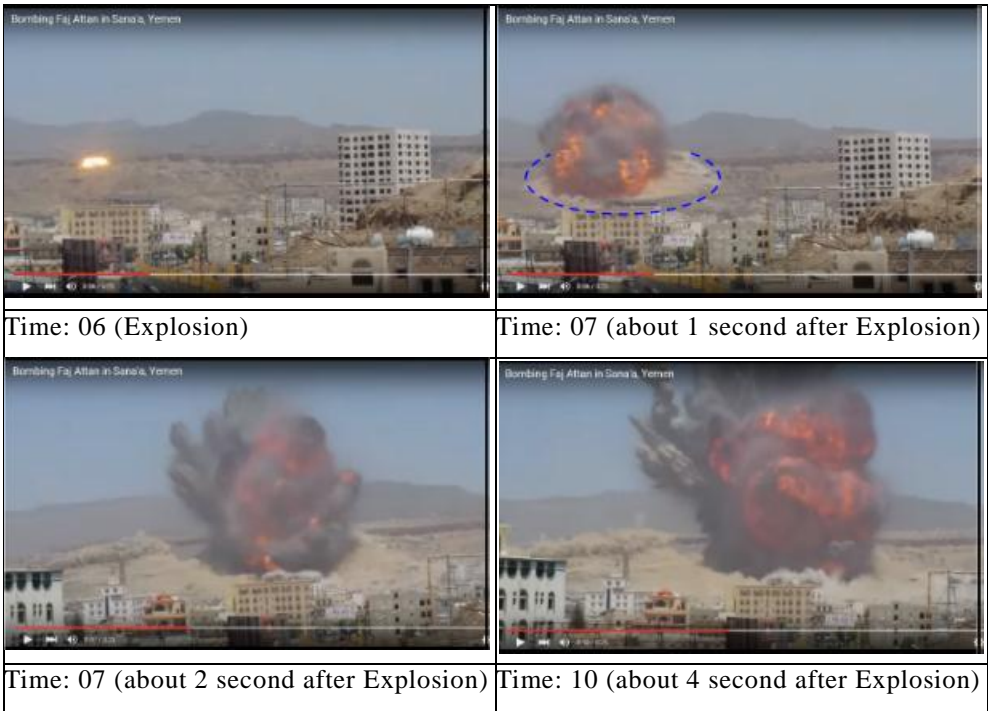 Bombing Faj Attan in Sana'a, Yemen
Bombing Faj Attan in Sana'a, Yemen
Time: 06 (Explosion)
Time: 07 (about 1 second after Explosion)
Bombing Faj Attan in Sana'a, Yemen
Bombing Faj Attan in Sana'a, Yemen
Time: 07 (about 2 second after Explosion)
Time: 10 (about 4 second after Explosion)